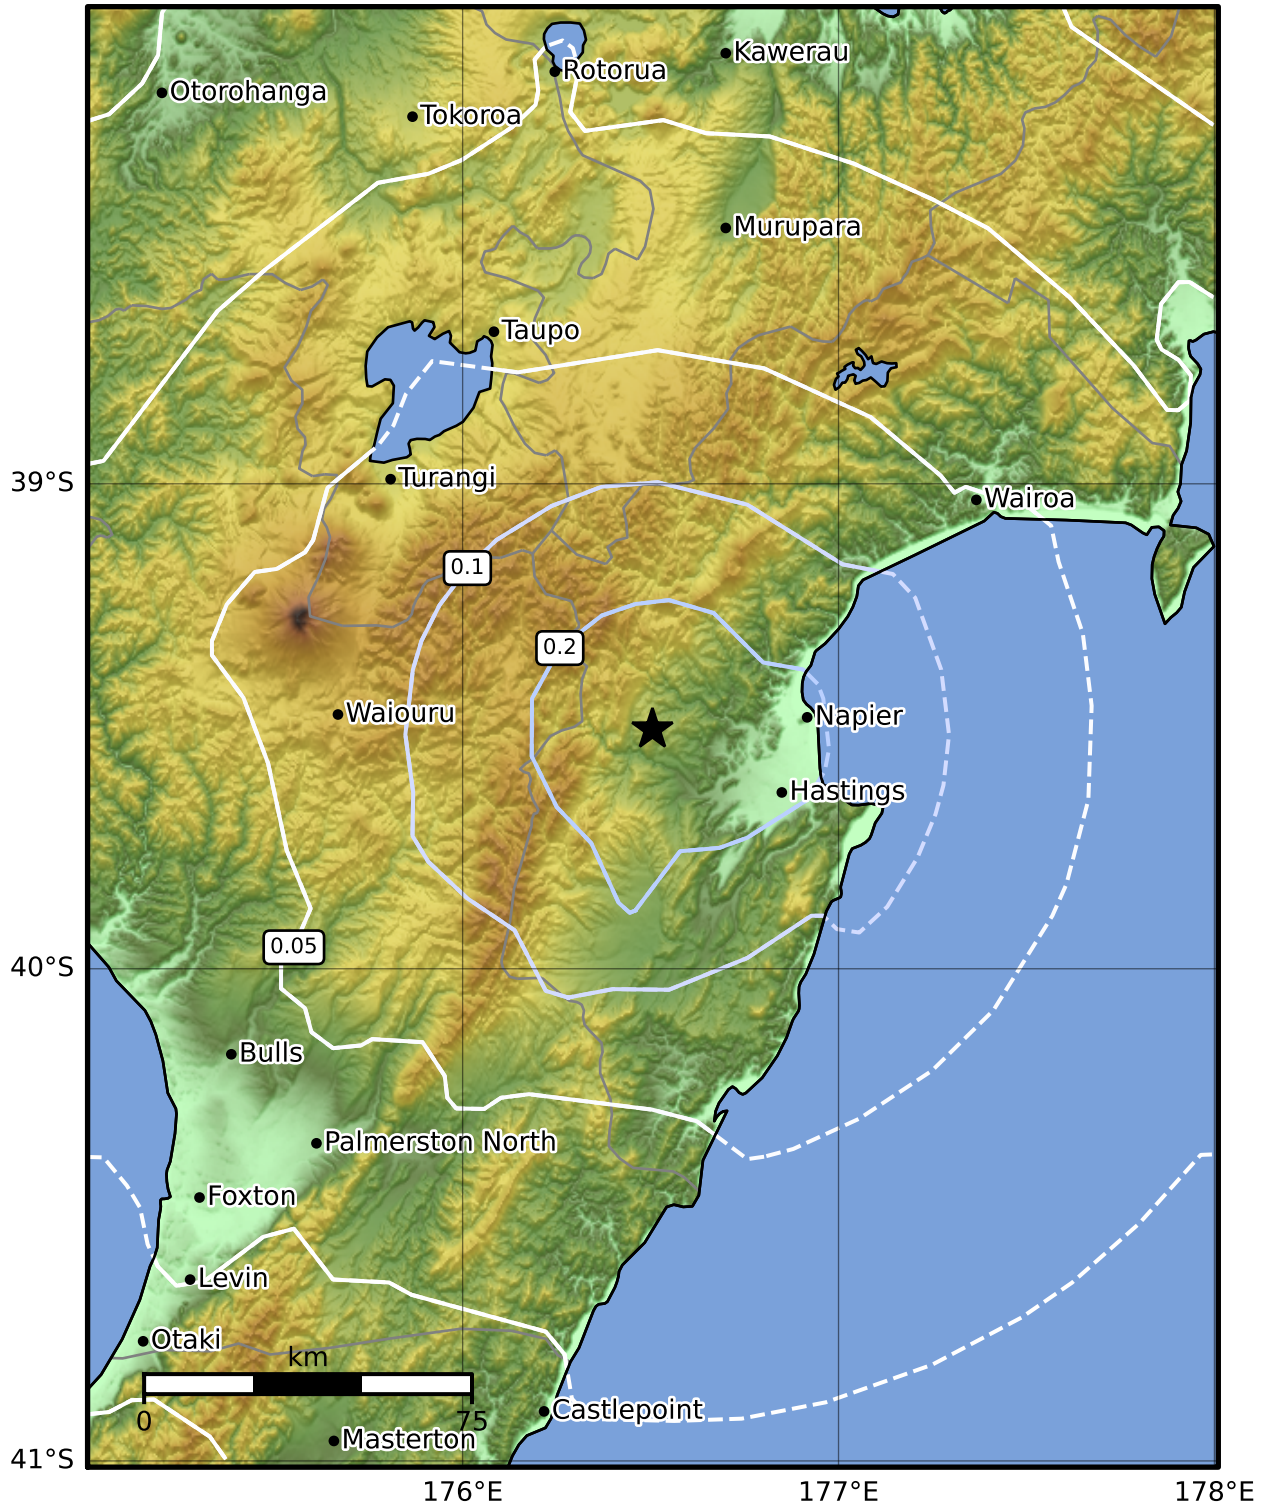 Kawerau
Rotorua
Otorohanga
Tokoroa
Murupara
Taupo
39°S
Turangi
Wairoa
0.1
0.2
Waiouru
Napier
Hastings
0.05
40°S
Bulls
Palmerston North
Foxton
Levin
Otaki
km
0
75
Castlepoint
Masterton
41°S
176°E
177°E
178°E